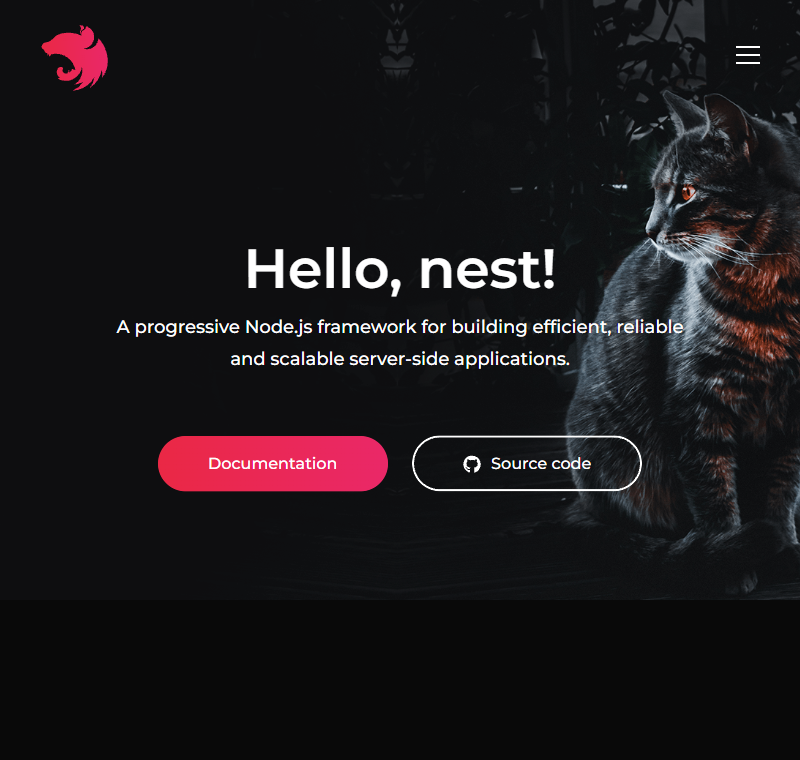 Hello, nest!
A progressive Node.js framework for building efficient, reliable
and scalable server-side applications.
Documentation
Source code